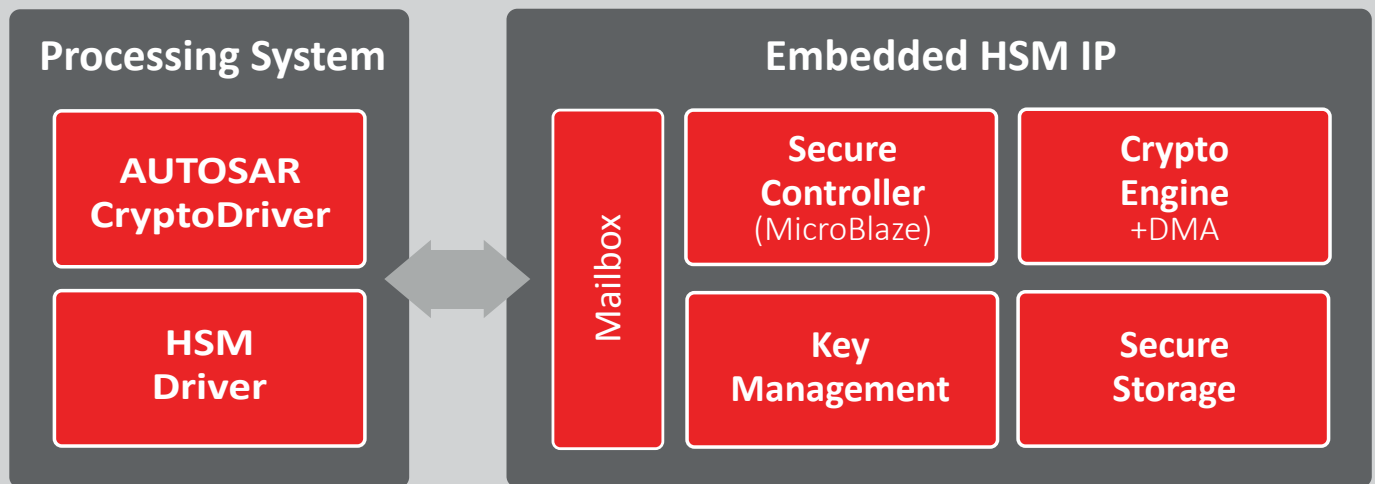 Processing System
AUTOSAR
CryptoDriver
HSM
Driver
Embedded HSM IP
Mailbox
Secure
Controller
(MicroBlaze)
Crypto
Engine
+DMA
Key
Management
Secure
Storage